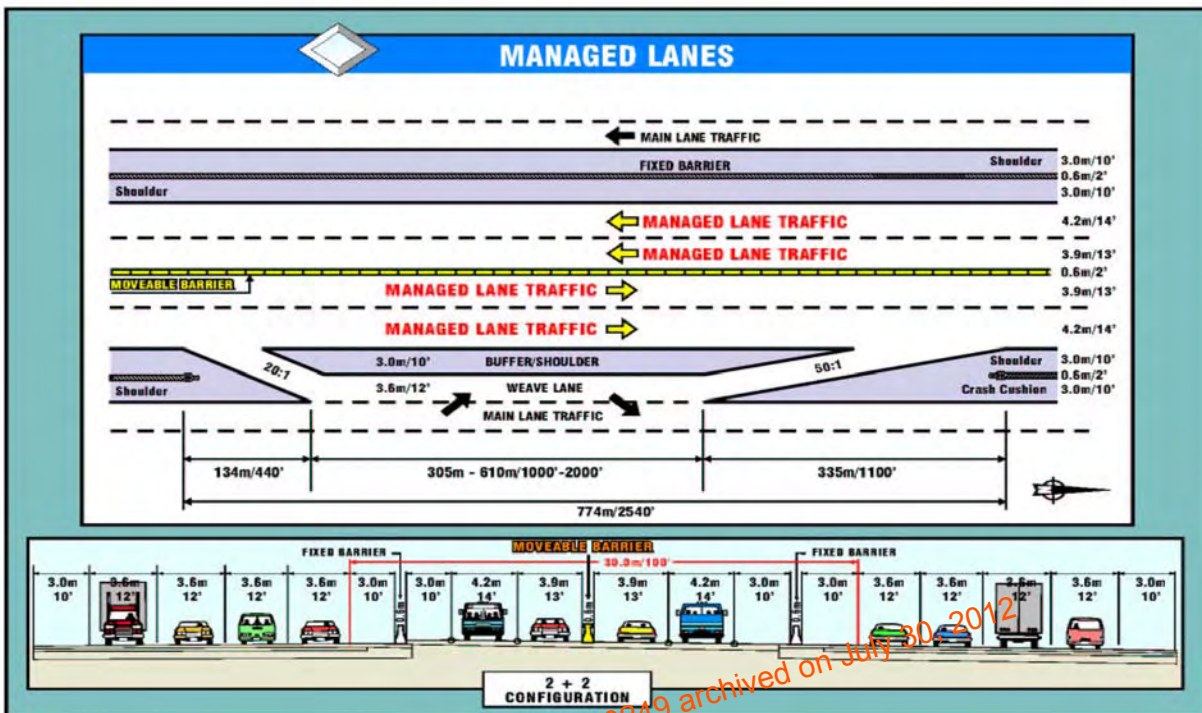 MANAGED LANES
MAIN LANE TRAFFIC
FIXED BARRIER
Shoulder 3.0m/10'
0.6m/2'
Shoulder 3.0m/10'
MANAGED LANE TRAFFIC 4.2m/14'
MANAGED LANE TRAFFIC 3.9m/13'
0.6m/2'
MOVEABLE BARRIER
MANAGED LANE TRAFFIC 3.9m/13'
MANAGED LANE TRAFFIC 4.2m/14'
20:1 3.0m/10' BUFFER/SHOULDER 50:1 Shoulder 3.0m/10'
0.6m/2'
Shoulder 3.6m/12' WEAVE LANE Crash Cushion 3.0m/10'
MAIN LANE TRAFFIC
134m/440' 305m - 610m/1000'-2000' 335m/1100'
774m/2540'
FIXED BARRIER MOVEABLE BARRIER FIXED BARRIER
3.0m 3.6m 3.6m 3.6m 3.6m 3.0m 3.0m 4.2m 3.9m 3.9m 4.2m 3.0m 3.0m 3.6m 3.6m 3.6m 3.6m 3.0m
10' 12' 12' 12' 12' 10' 10' 14' 13' 13' 14' 10' 10' 12' 12' 12' 12' 10'
2 + 2
CONFIGURATION
archived on July 30, 2012